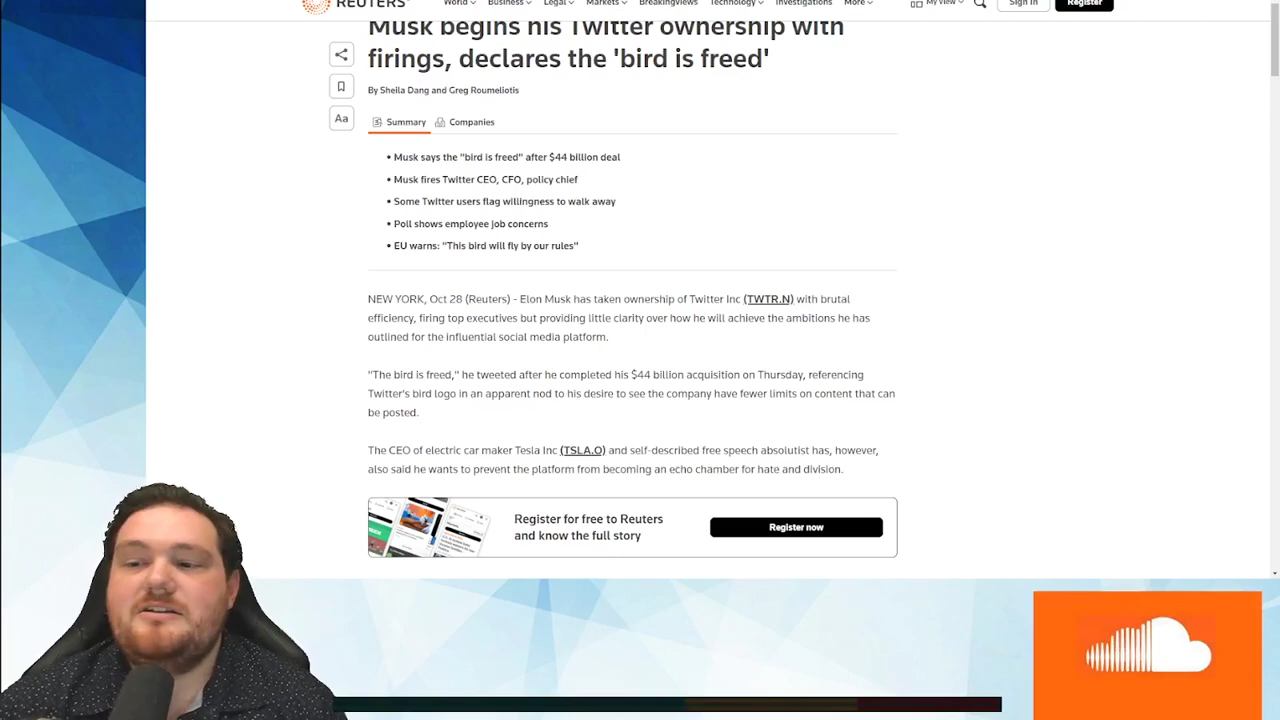 REUTERS
World Business Legal Markets Breakingviews Technology Investigations More My View Sign In Register
Musk begins his Twitter ownership with
firings, declares the 'bird is freed'
By Sheila Dang and Greg Roumeliotis
Aa
Summary Companies
• Musk says the "bird is freed" after $44 billion deal
• Musk fires Twitter CEO, CFO, policy chief
• Some Twitter users flag willingness to walk away
• Poll shows employee job concerns
• EU warns: "This bird will fly by our rules"
NEW YORK, Oct 28 (Reuters) - Elon Musk has taken ownership of Twitter Inc (TWTR.N) with brutal
efficiency, firing top executives but providing little clarity over how he will achieve the ambitions he has
outlined for the influential social media platform.
"The bird is freed," he tweeted after he completed his $44 billion acquisition on Thursday, referencing
Twitter's bird logo in an apparent nod to his desire to see the company have fewer limits on content that can
be posted.
The CEO of electric car maker Tesla Inc (TSLA.O) and self-described free speech absolutist has, however,
also said he wants to prevent the platform from becoming an echo chamber for hate and division.
Register for free to Reuters
and know the full story
Register now